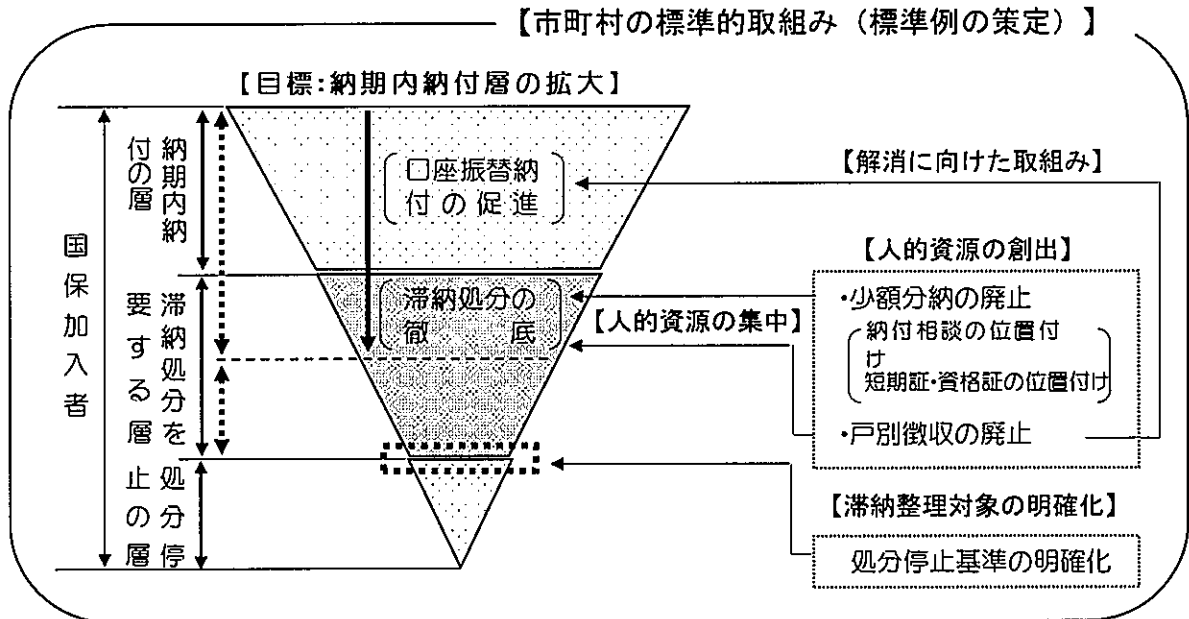 【市町村の標準的取組み（標準例の策定）】
【目標:納期内納付層の拡大】
国保加入者
納期内納
付の層
滞納処分を
要する層
処分停
止の層
口座振替納
付の促進
滞納処分の
徹底
【解消に向けた取組み】
【人的資源の集中】
【人的資源の創出】
・少額分納の廃止
納付相談の位置付
け
短期証・資格証の位置付け
・戸別徴収の廃止
【滞納整理対象の明確化】
処分停止基準の明確化